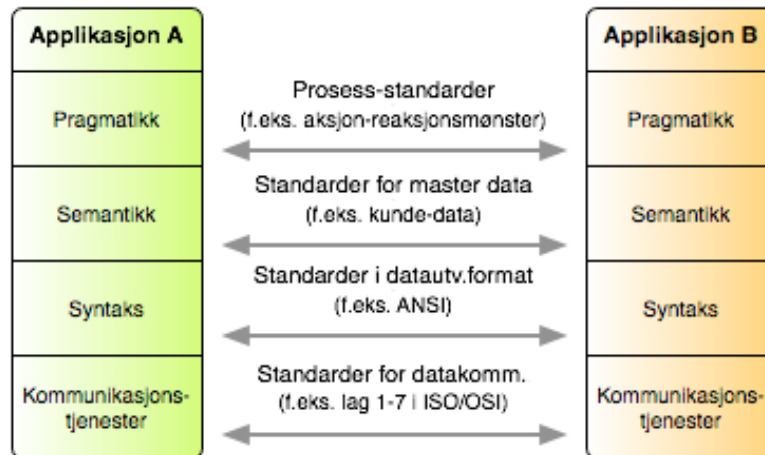 Applikasjon A
Pragmatikk
Semantikk
Syntaks
Kommunikasjons-
tjenester
Prosess-standarder
(f.eks. aksjon-reaksjonsmønster)
Standarder for master data
(f.eks. kunde-data)
Standarder i datautv.format
(f.eks. ANSI)
Standarder for datakomm.
(f.eks. lag 1-7 i ISO/OSI)
Applikasjon B
Pragmatikk
Semantikk
Syntaks
Kommunikasjons-
tjenester